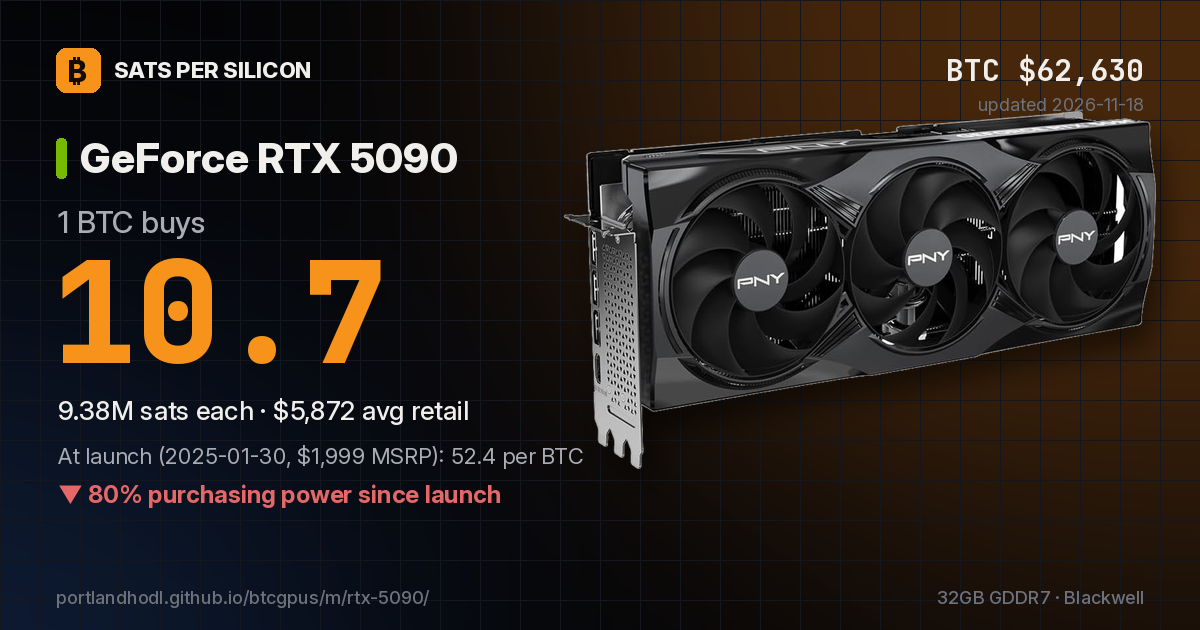 SATS PER SILICON
BTC $62,630
updated 2026-11-18
GeForce RTX 5090
1 BTC buys
10.7
9.38M sats each · $5,872 avg retail
At launch (2025-01-30, $1,999 MSRP): 52.4 per BTC
▼ 80% purchasing power since launch
PNY
PNY
PNY
portlandhodl.github.io/btcgpus/m/rtx-5090/
32GB GDDR7 · Blackwell